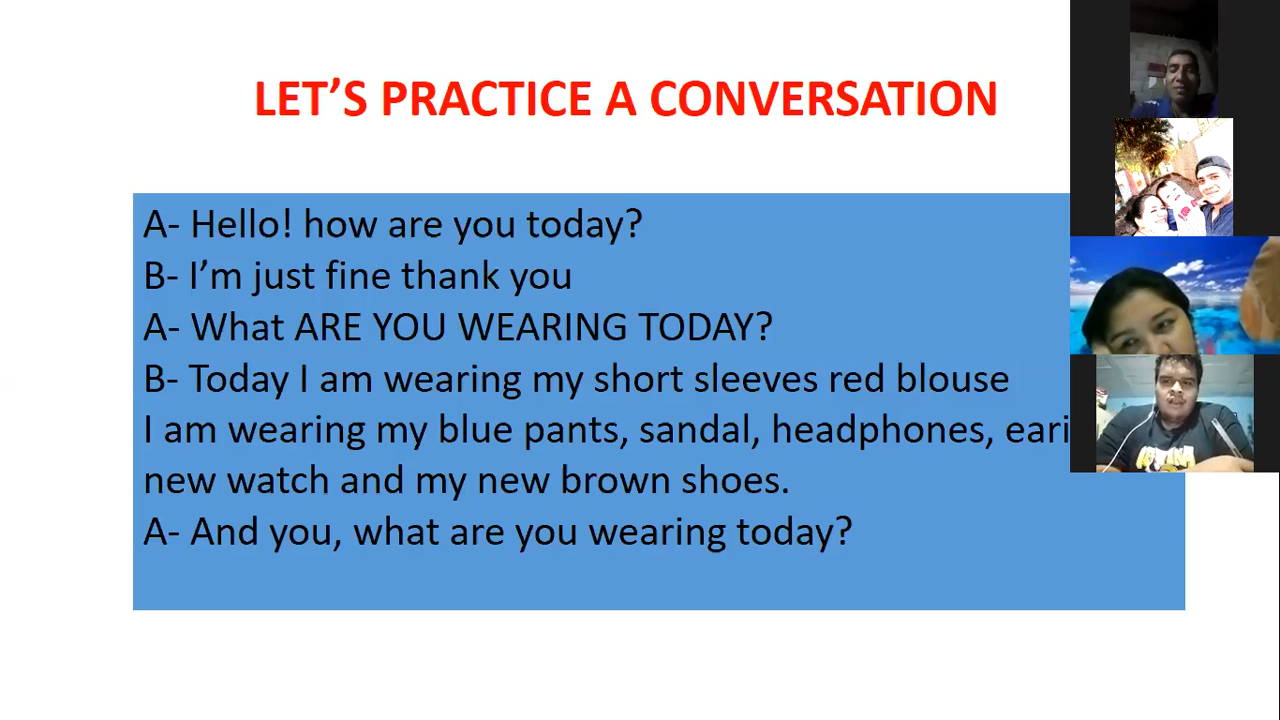 LET’S PRACTICE A CONVERSATION
A- Hello! how are you today?
B- I’m just fine thank you
A- What ARE YOU WEARING TODAY?
B- Today I am wearing my short sleeves red blouse
I am wearing my blue pants, sandal, headphones,
new watch and my new brown shoes.
A- And you, what are you wearing today?